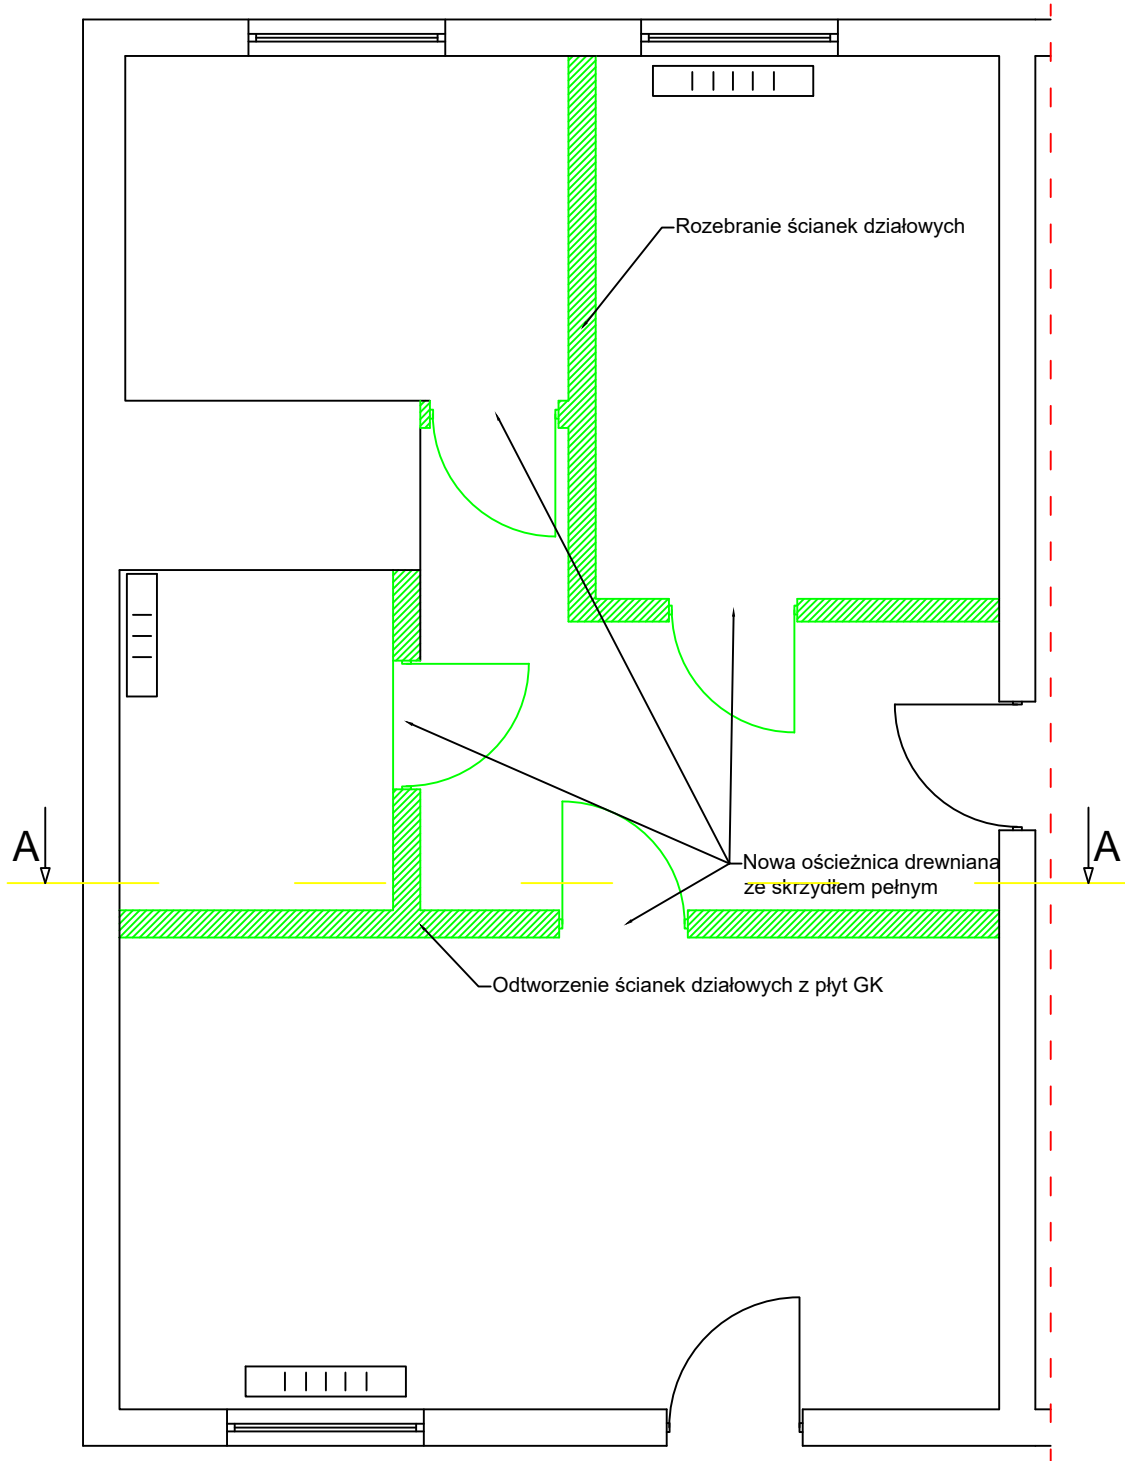 Rozebranie ścianek działowych
A
A
Nowa ościeżnica drewniana
ze skrzydłem pełnym
Odtworzenie ścianek działowych z płyt GK